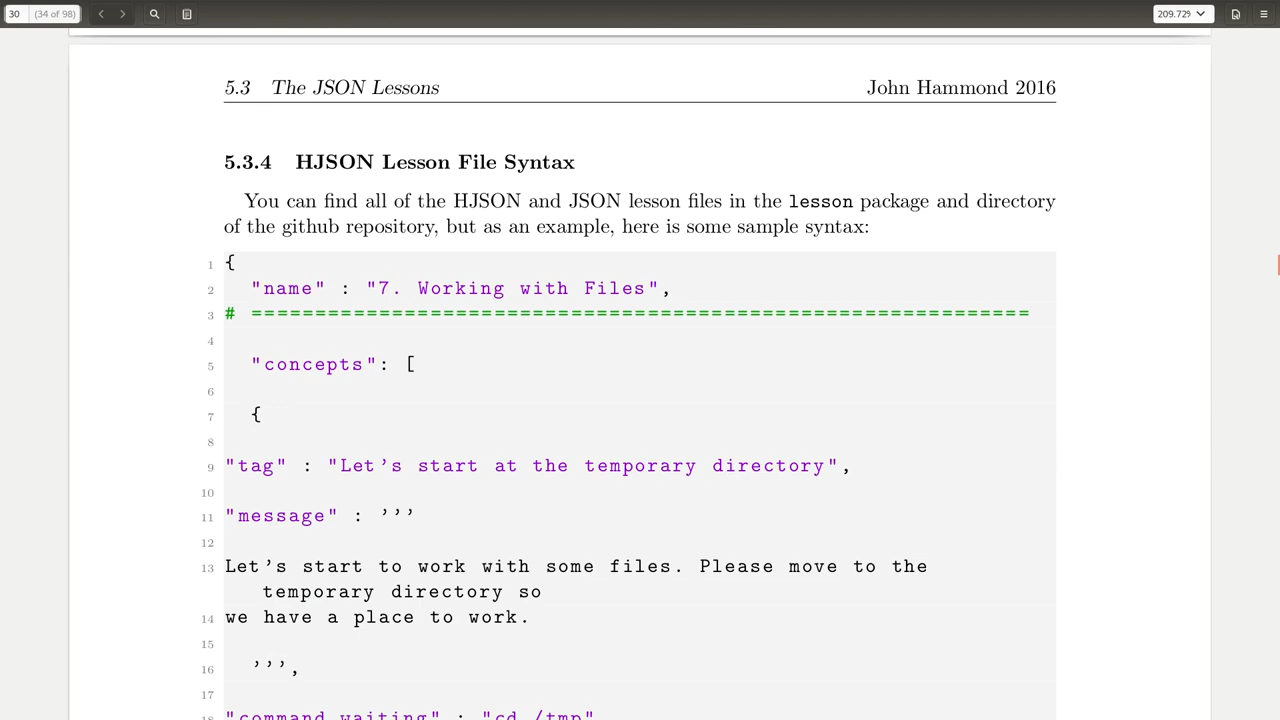 30 (34 of 98) 209.72%
5.3 The JSON Lessons John Hammond 2016
5.3.4 HJSON Lesson File Syntax
You can find all of the HJSON and JSON lesson files in the lesson package and directory
of the github repository, but as an example, here is some sample syntax:
1 {
2 "name" : "7. Working with Files",
3 # =============================================================
4
5 "concepts": [
6
7 {
8
9 "tag" : "Let's start at the temporary directory",
10
11 "message" : '''
12
13 Let's start to work with some files. Please move to the
temporary directory so
14 we have a place to work.
15
16 ''',
17
18 "command_waiting" : "cd /tmp"